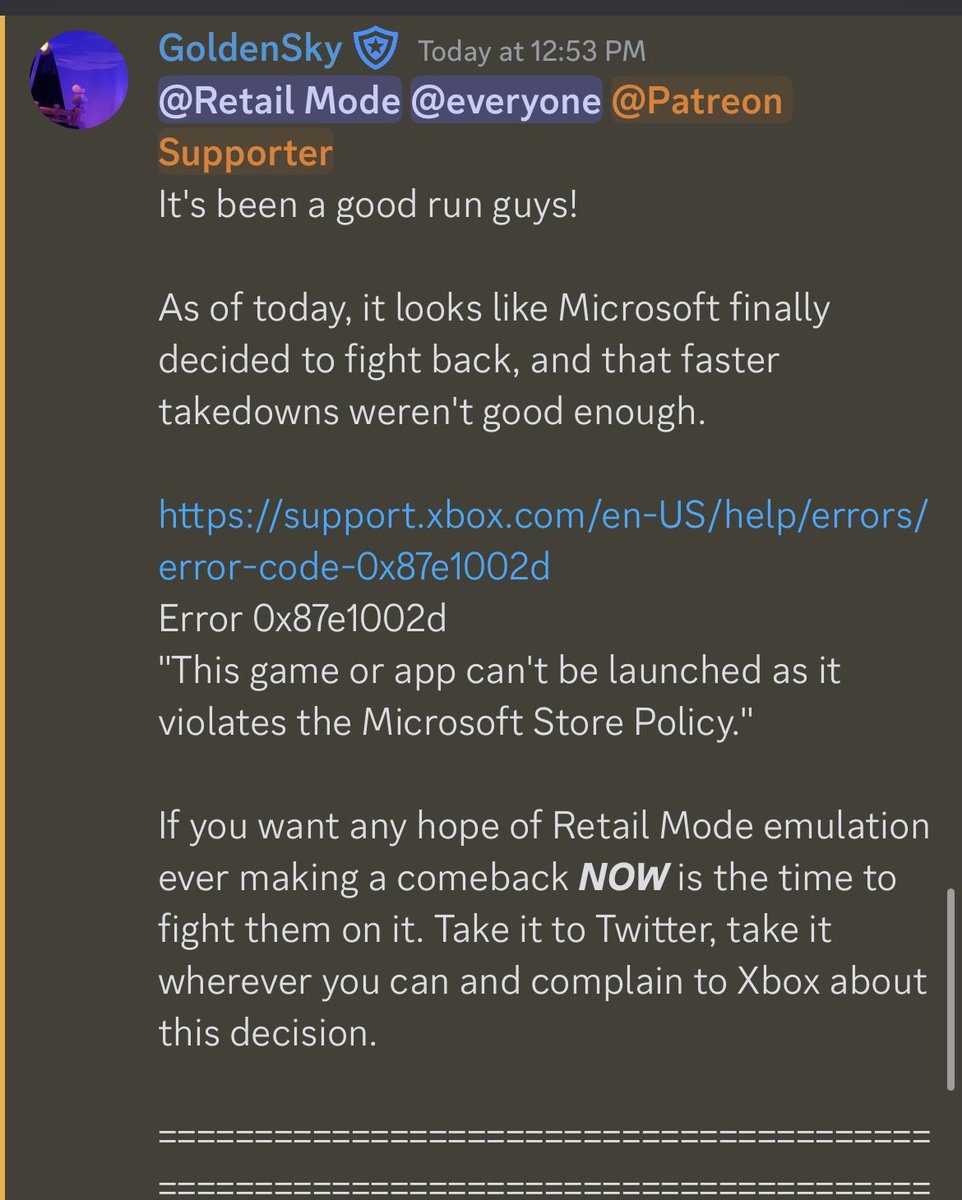 GoldenSky Today at 12:53 PM
@Retail Mode @everyone @Patreon
Supporter
It's been a good run guys!
As of today, it looks like Microsoft finally
decided to fight back, and that faster
takedowns weren't good enough.
https://support.xbox.com/en-US/help/errors/
error-code-0x87e1002d
Error 0x87e1002d
"This game or app can't be launched as it
violates the Microsoft Store Policy."
If you want any hope of Retail Mode emulation
ever making a comeback NOW is the time to
fight them on it. Take it to Twitter, take it
wherever you can and complain to Xbox about
this decision.
========================================
========================================